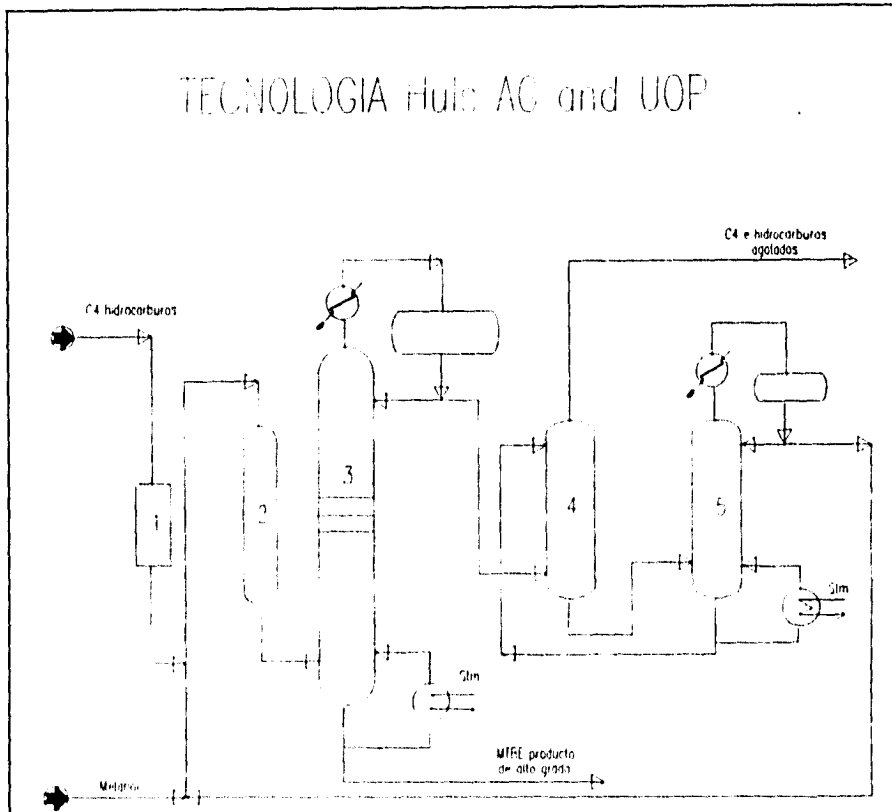 TECNOLOGIA Huls AG and UOP
C4 e hidrocarburos
agotados
C4 hidrocarburos
3
1
2
4
5
Stm
Stm
MTBE producto
de alto grado
Metanol